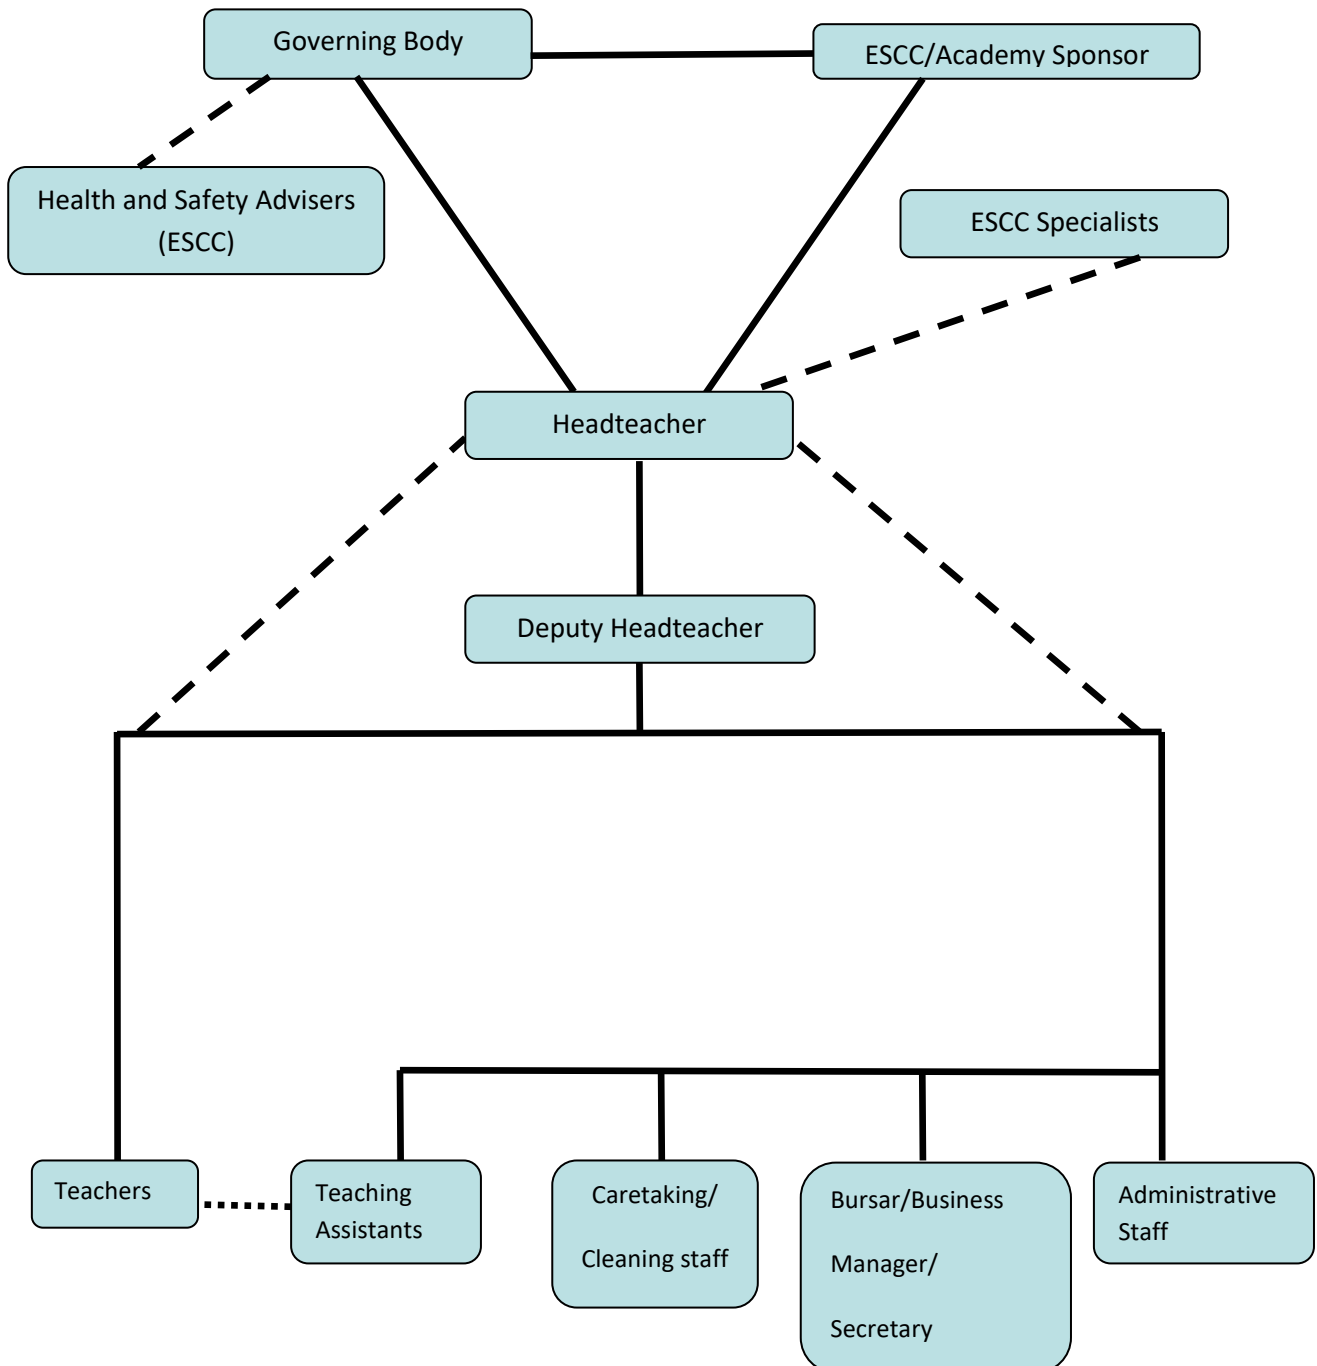 Governing Body
ESCC/Academy Sponsor
Health and Safety Advisers
(ESCC)
ESCC Specialists
Headteacher
Deputy Headteacher
Teachers
Teaching
Assistants
Caretaking/
Cleaning staff
Bursar/Business
Manager/
Secretary
Administrative
Staff